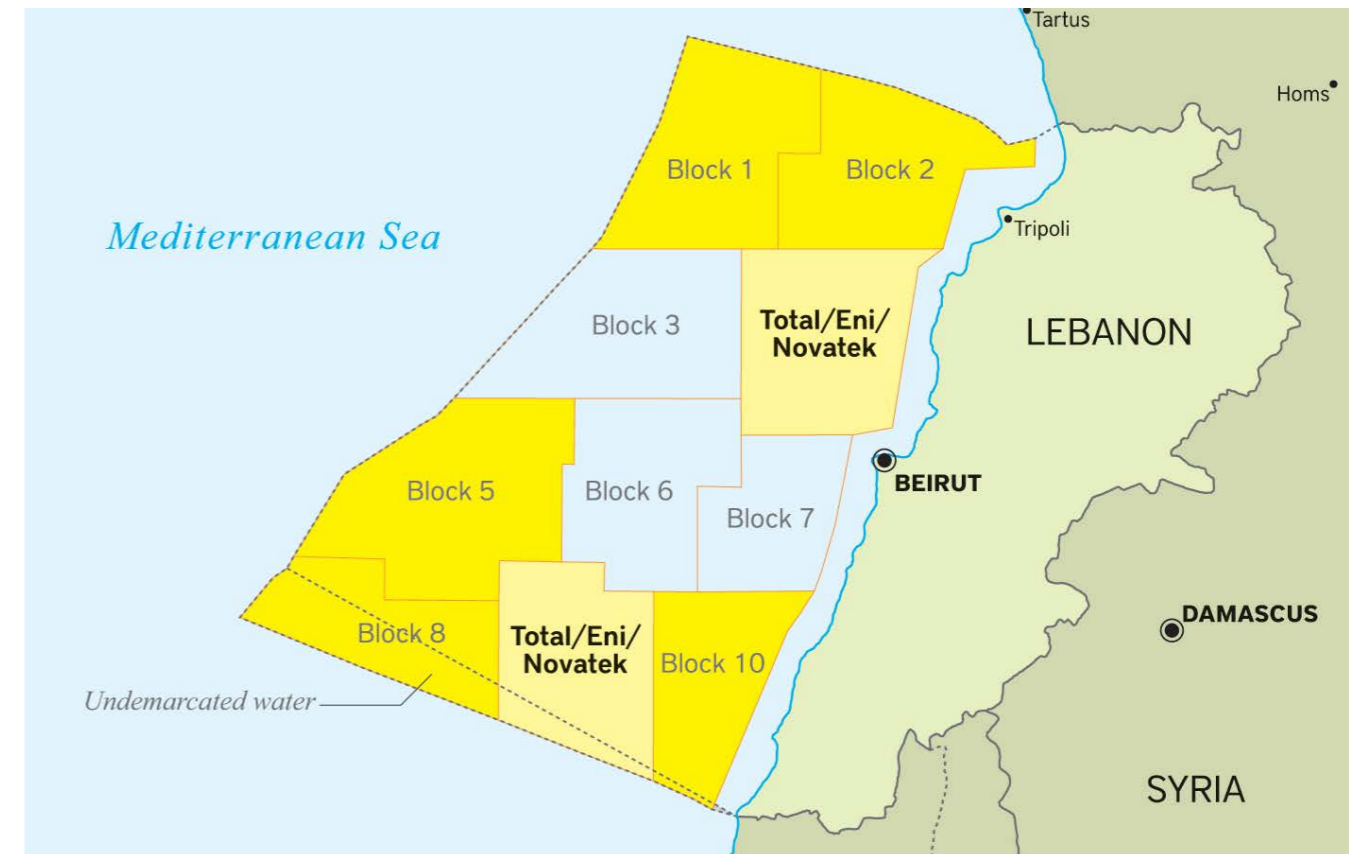 Tartus
Homs
Block 1
Block 2
Mediterranean Sea
Tripoli
Block 3
Total/Eni/
Novatek
LEBANON
Block 5
Block 6
Block 7
BEIRUT
Block 8
Total/Eni/
Novatek
Block 10
DAMASCUS
Undemarcated water
SYRIA